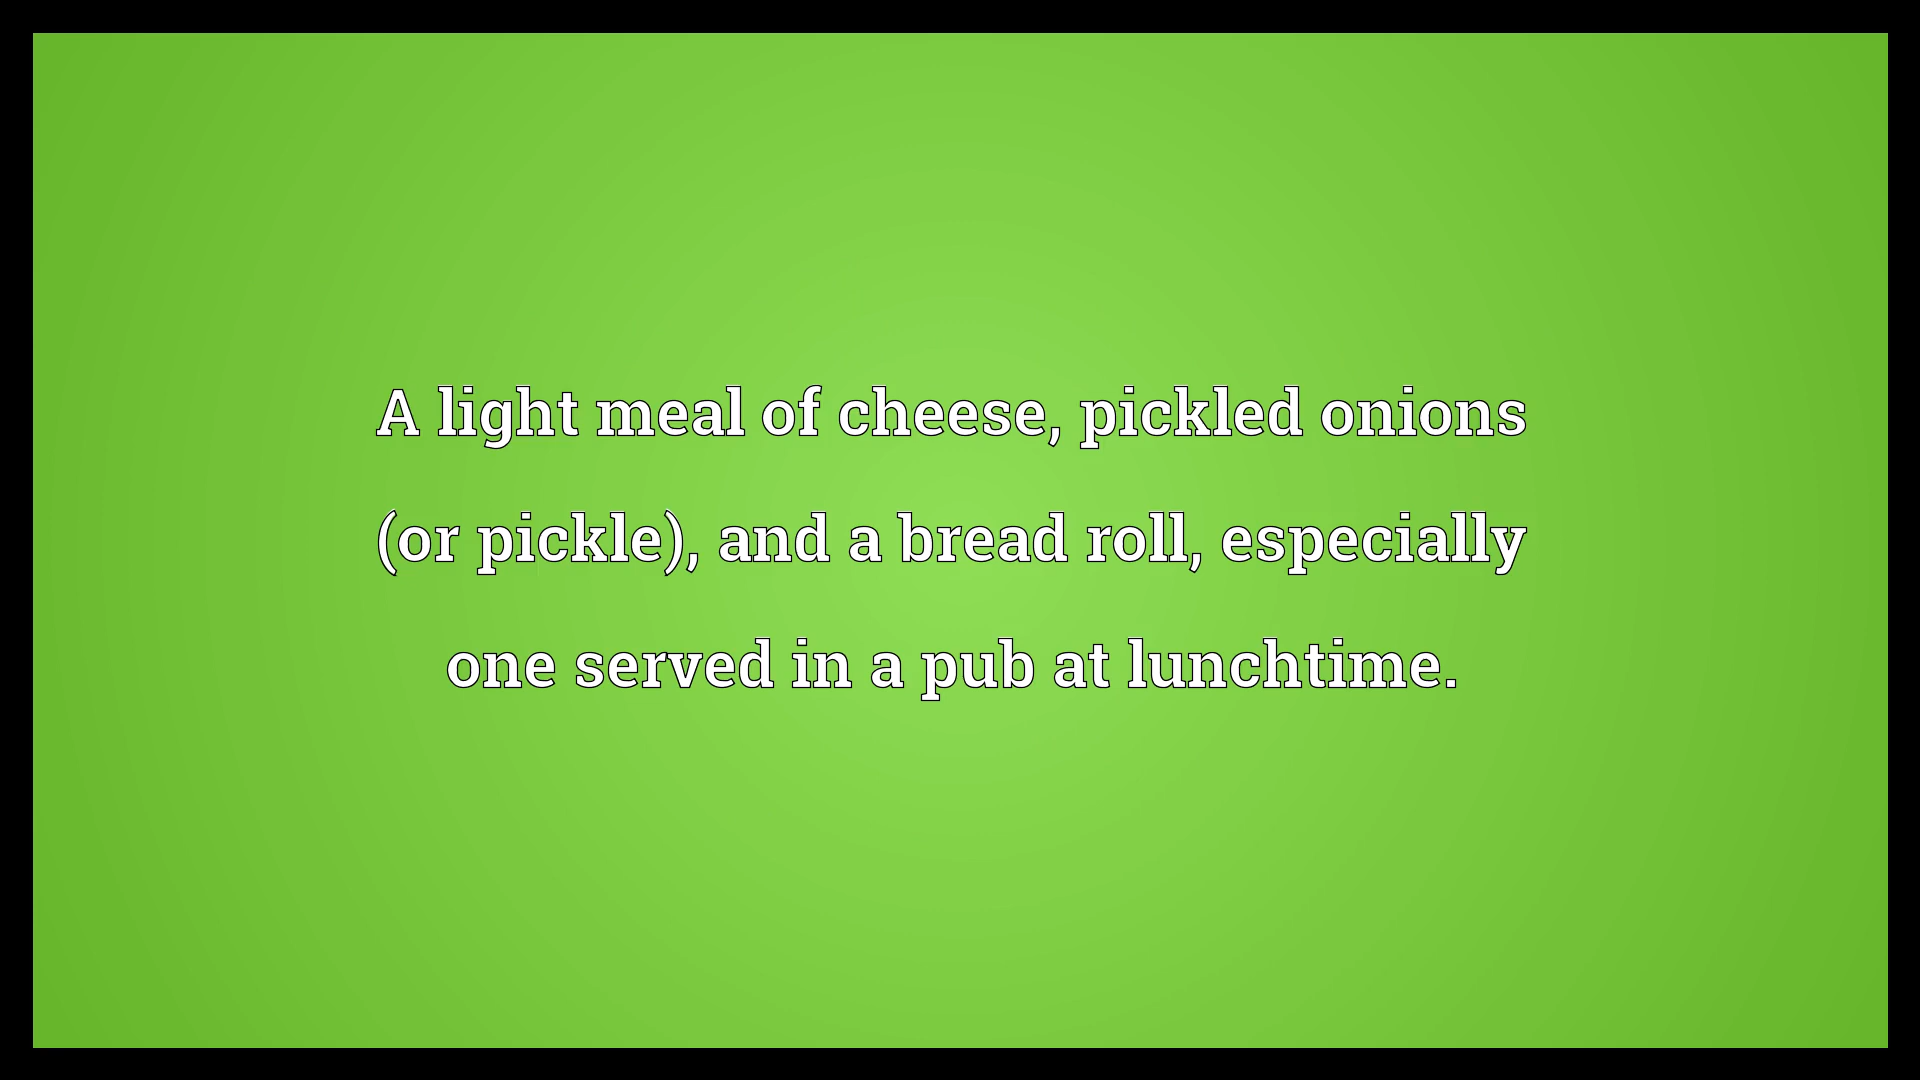 A light meal of cheese, pickled onions
(or pickle), and a bread roll, especially
one served in a pub at lunchtime.